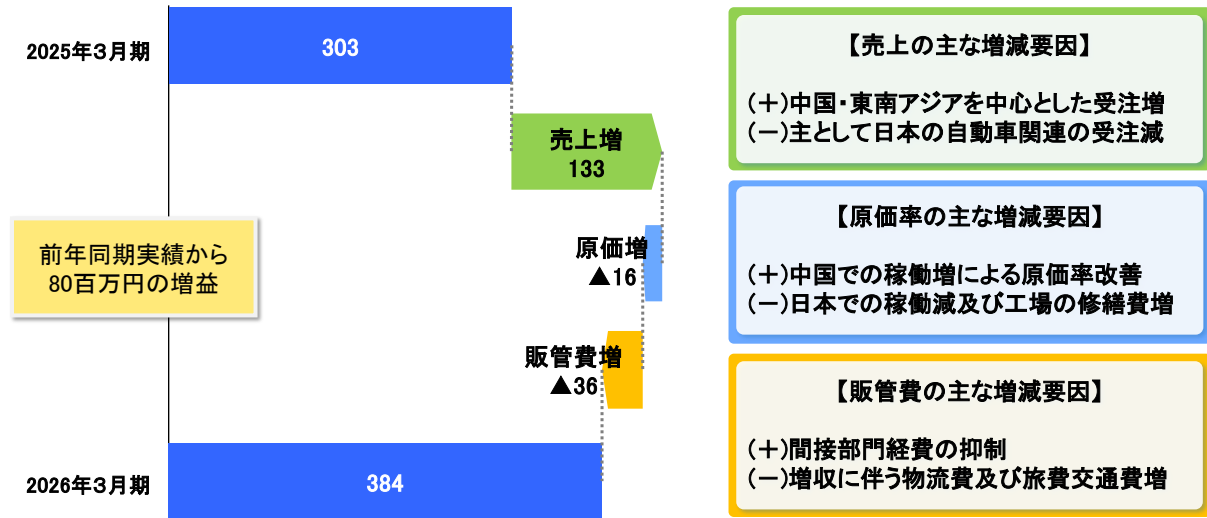 2025年3月期
303
売上増
133
前年同期実績から
80百万円の増益
原価増
▲16
販管費増
▲36
2026年3月期
384
【売上の主な増減要因】
(＋)中国・東南アジアを中心とした受注増
(－)主として日本の自動車関連の受注減
【原価率の主な増減要因】
(＋)中国での稼働増による原価率改善
(－)日本での稼働減及び工場の修繕費増
【販管費の主な増減要因】
(＋)間接部門経費の抑制
(－)増収に伴う物流費及び旅費交通費増